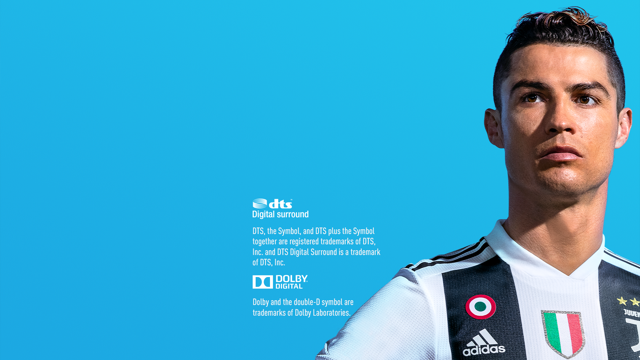 dts
Digital surround
DTS, the Symbol, and DTS plus the Symbol
together are registered trademarks of DTS,
Inc. and DTS Digital Surround is a trademark
of DTS, Inc.
DOLBY
DIGITAL
Dolby and the double-D symbol are
trademarks of Dolby Laboratories.
adidas